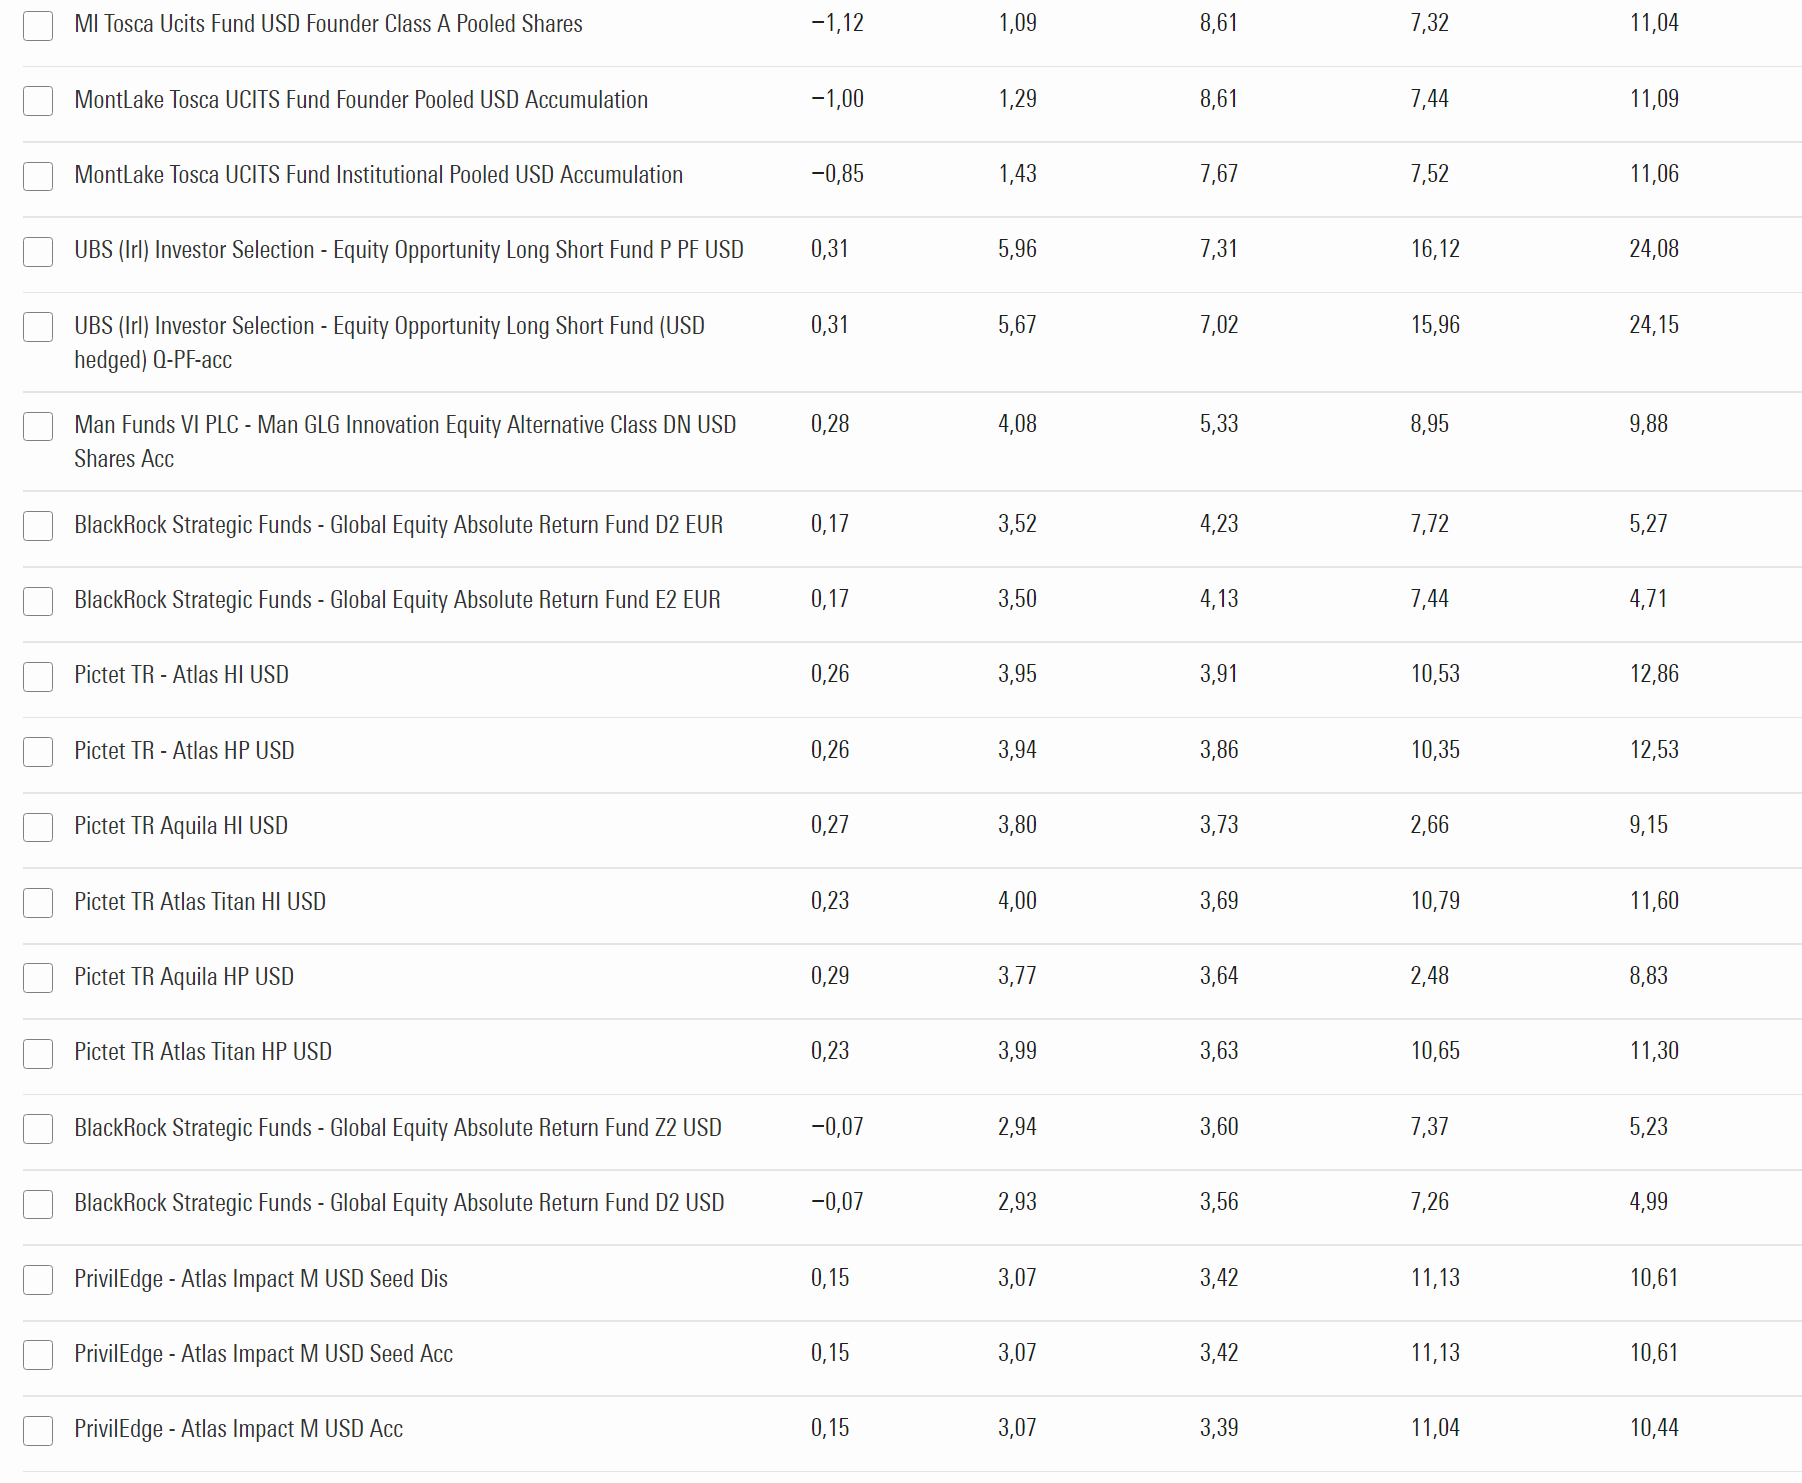 MI Tosca Ucits Fund USD Founder Class A Pooled Shares −1,12 1,09 8,61 7,32 11,04
MontLake Tosca UCITS Fund Founder Pooled USD Accumulation −1,00 1,29 8,61 7,44 11,09
MontLake Tosca UCITS Fund Institutional Pooled USD Accumulation −0,85 1,43 7,67 7,52 11,06
UBS (Irl) Investor Selection - Equity Opportunity Long Short Fund P PF USD 0,31 5,96 7,31 16,12 24,08
UBS (Irl) Investor Selection - Equity Opportunity Long Short Fund (USD 0,31 5,67 7,02 15,96 24,15
hedged) Q-PF-acc
Man Funds VI PLC - Man GLG Innovation Equity Alternative Class DN USD 0,28 4,08 5,33 8,95 9,88
Shares Acc
BlackRock Strategic Funds - Global Equity Absolute Return Fund D2 EUR 0,17 3,52 4,23 7,72 5,27
BlackRock Strategic Funds - Global Equity Absolute Return Fund E2 EUR 0,17 3,50 4,13 7,44 4,71
Pictet TR - Atlas HI USD 0,26 3,95 3,91 10,53 12,86
Pictet TR - Atlas HP USD 0,26 3,94 3,86 10,35 12,53
Pictet TR Aquila HI USD 0,27 3,80 3,73 2,66 9,15
Pictet TR Atlas Titan HI USD 0,23 4,00 3,69 10,79 11,60
Pictet TR Aquila HP USD 0,29 3,77 3,64 2,48 8,83
Pictet TR Atlas Titan HP USD 0,23 3,99 3,63 10,65 11,30
BlackRock Strategic Funds - Global Equity Absolute Return Fund Z2 USD −0,07 2,94 3,60 7,37 5,23
BlackRock Strategic Funds - Global Equity Absolute Return Fund D2 USD −0,07 2,93 3,56 7,26 4,99
PrivilEdge - Atlas Impact M USD Seed Dis 0,15 3,07 3,42 11,13 10,61
PrivilEdge - Atlas Impact M USD Seed Acc 0,15 3,07 3,42 11,13 10,61
PrivilEdge - Atlas Impact M USD Acc 0,15 3,07 3,39 11,04 10,44